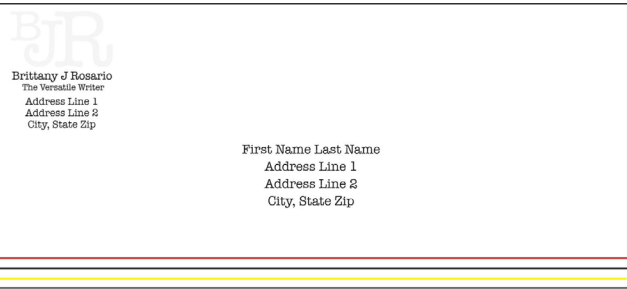 BJR
Brittany J Rosario
The Versatile Writer
Address Line 1
Address Line 2
City, State Zip
First Name Last Name
Address Line 1
Address Line 2
City, State Zip